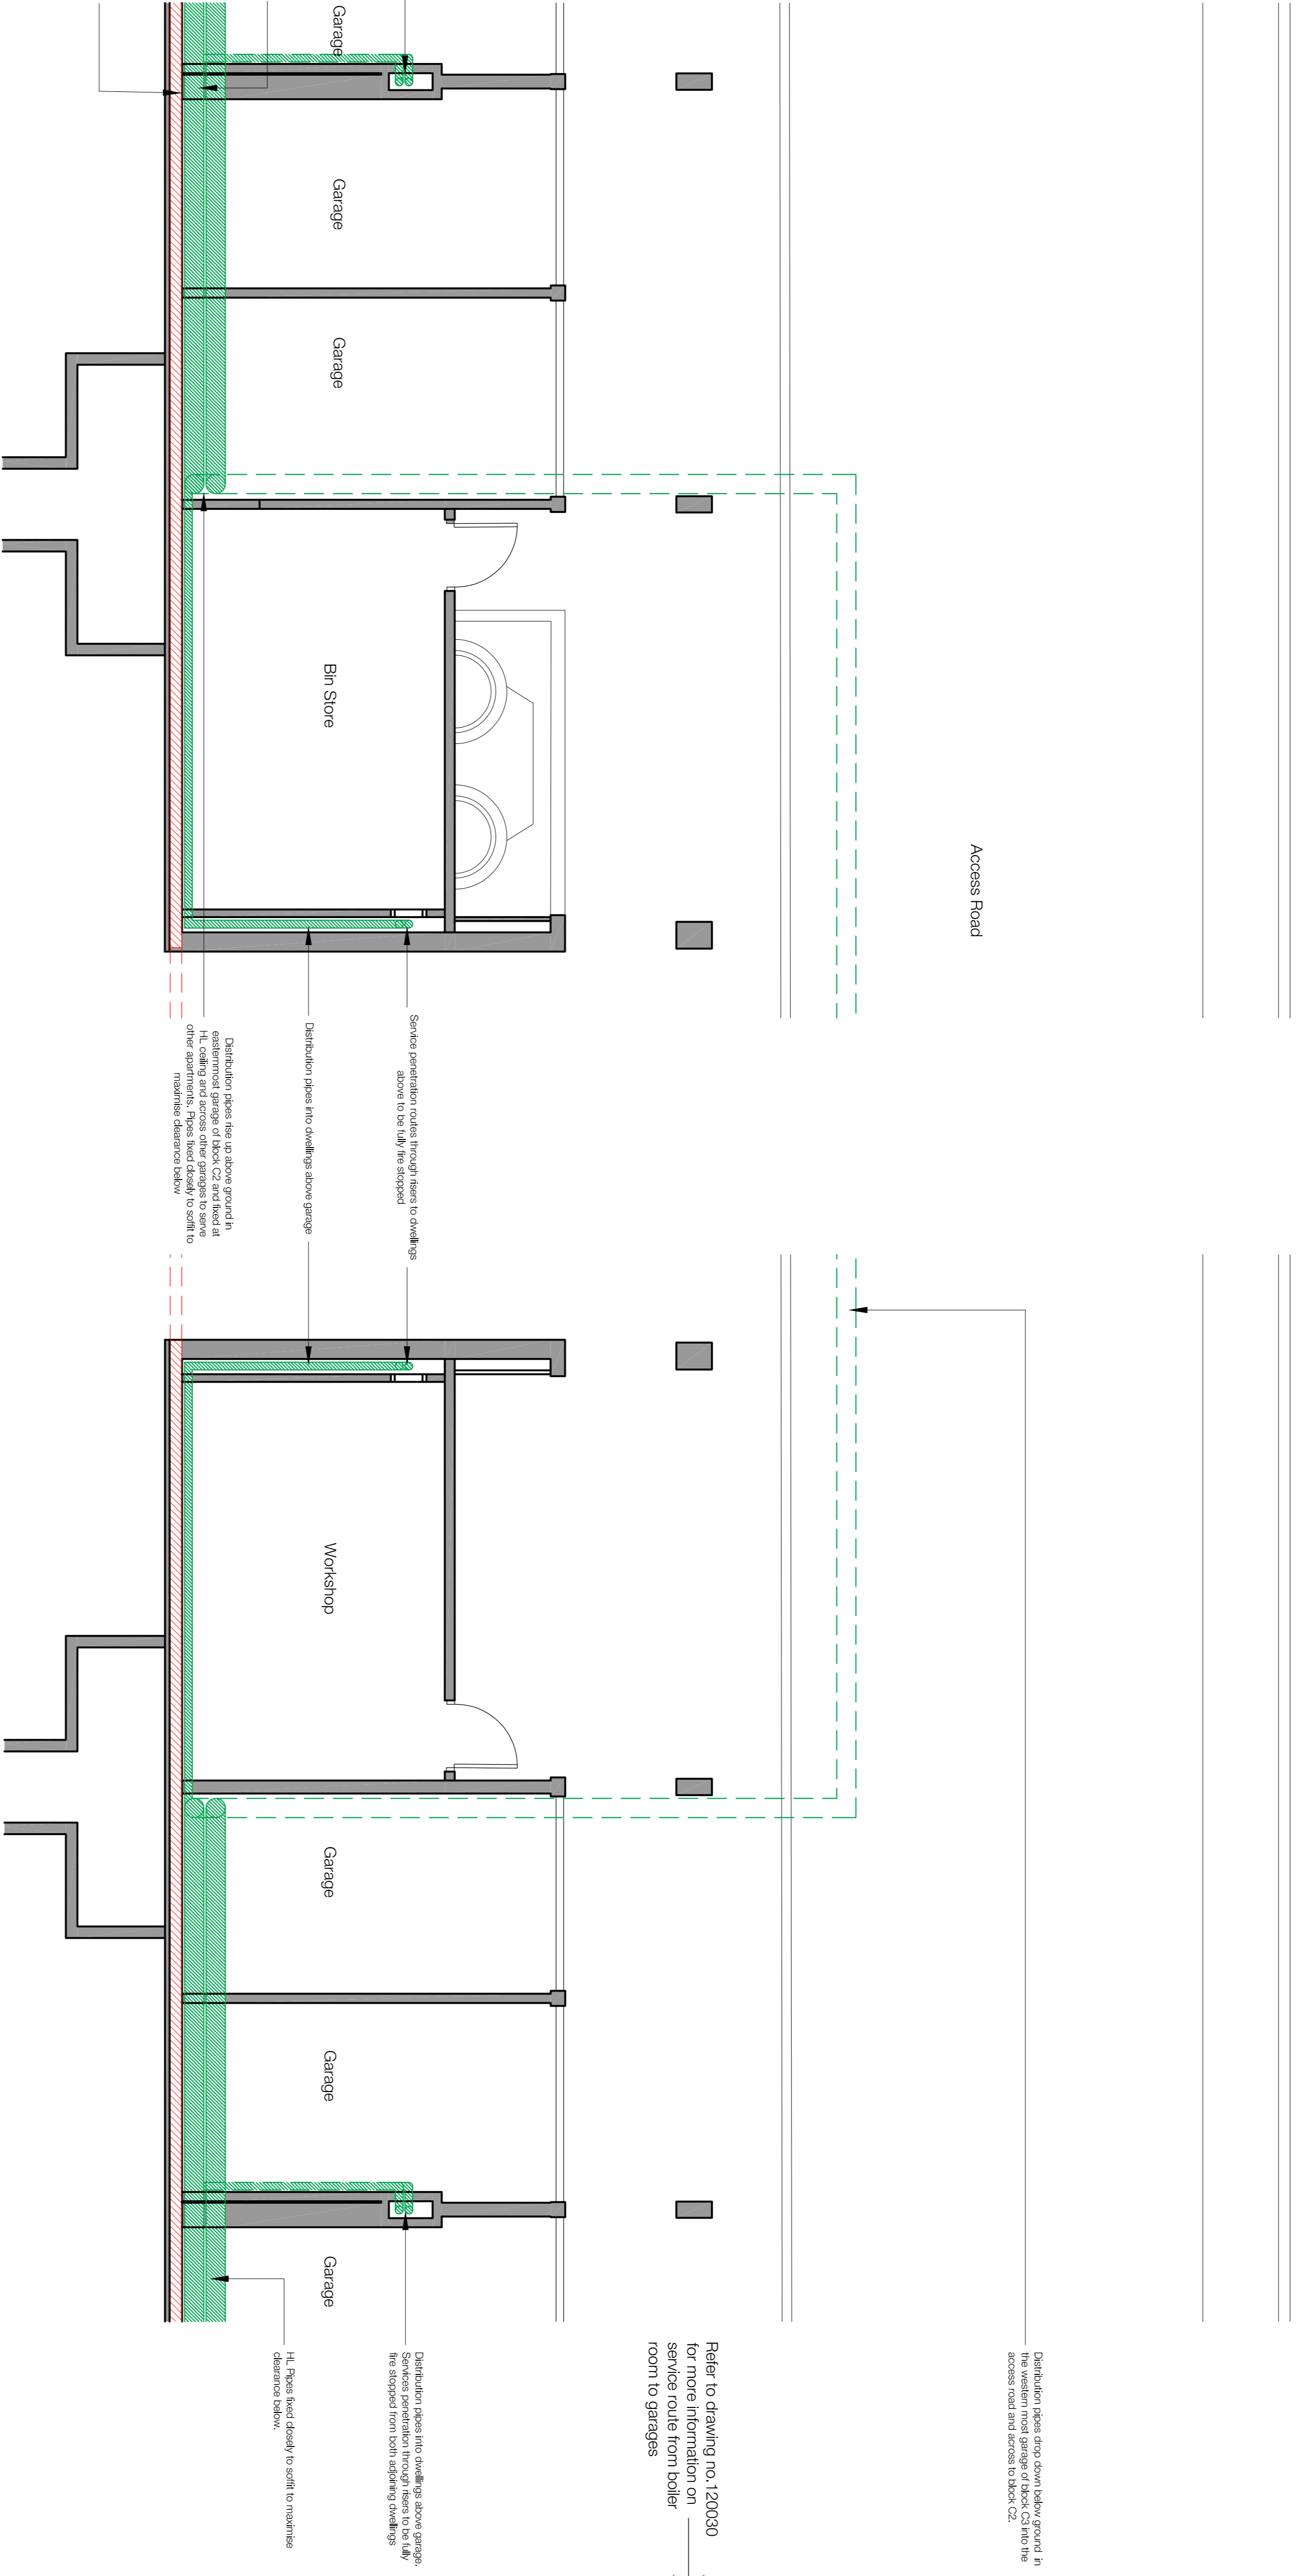 Garage
Garage
Garage
Bin Store
Access Road
Service penetration routes through risers to dwellings
above to be fully fire stopped
Distribution pipes into dwellings above garage
Distribution pipes rise up above ground in
easternmost garage of block C2 and fixed at
HL ceiling and across other garages to serve
other apartments. Pipes fixed closely to soffit to
maximise clearance below
Workshop
Garage
Garage
Garage
Distribution pipes drop down below ground in
the western most garage of block C3 into the
access road and across to block C2.
Refer to drawing no.120030
for more information on
service route from boiler
room to garages
Distribution pipes into dwellings above garage.
Services penetration through risers to be fully
fire stopped from both adjoining dwellings
HL Pipes fixed closely to soffit to maximise
clearance below.